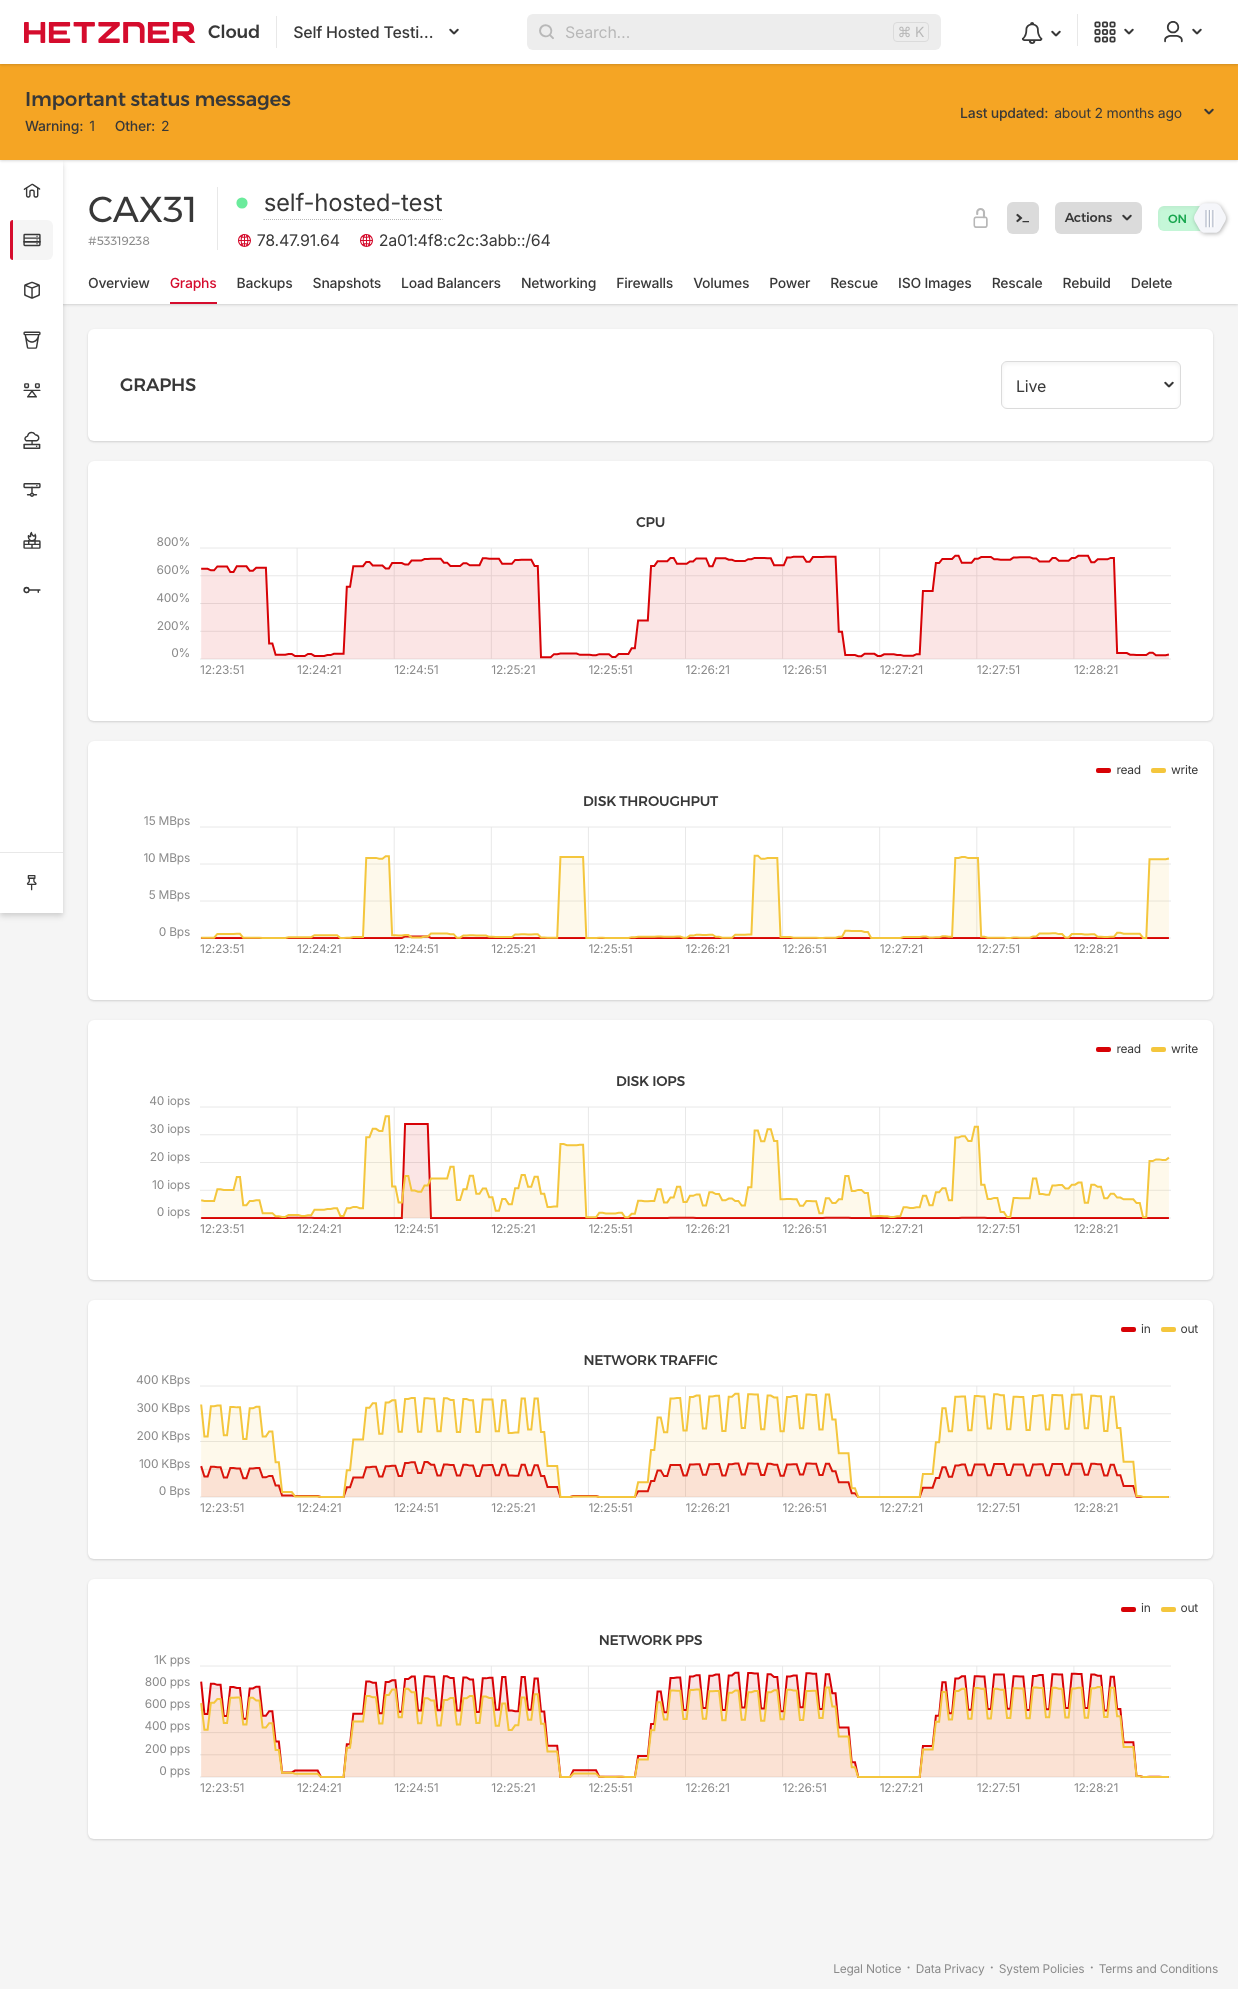 HETZNER Cloud Self Hosted Testi... Search... ⌘ K
Important status messages
Warning: 1 Other: 2
Last updated: about 2 months ago
CAX31
#53319238
self-hosted-test
78.47.91.64 2a01:4f8:c2c:3abb::/64
>_ Actions ON
Overview Graphs Backups Snapshots Load Balancers Networking Firewalls Volumes Power Rescue ISO Images Rescale Rebuild Delete
GRAPHS
Live
CPU
800%
600%
400%
200%
0%
12:23:51 12:24:21 12:24:51 12:25:21 12:25:51 12:26:21 12:26:51 12:27:21 12:27:51 12:28:21
read write
DISK THROUGHPUT
15 MBps
10 MBps
5 MBps
0 Bps
12:23:51 12:24:21 12:24:51 12:25:21 12:25:51 12:26:21 12:26:51 12:27:21 12:27:51 12:28:21
read write
DISK IOPS
40 iops
30 iops
20 iops
10 iops
0 iops
12:23:51 12:24:21 12:24:51 12:25:21 12:25:51 12:26:21 12:26:51 12:27:21 12:27:51 12:28:21
in out
NETWORK TRAFFIC
400 KBps
300 KBps
200 KBps
100 KBps
0 Bps
12:23:51 12:24:21 12:24:51 12:25:21 12:25:51 12:26:21 12:26:51 12:27:21 12:27:51 12:28:21
in out
NETWORK PPS
1K pps
800 pps
600 pps
400 pps
200 pps
0 pps
12:23:51 12:24:21 12:24:51 12:25:21 12:25:51 12:26:21 12:26:51 12:27:21 12:27:51 12:28:21
Legal Notice · Data Privacy · System Policies · Terms and Conditions